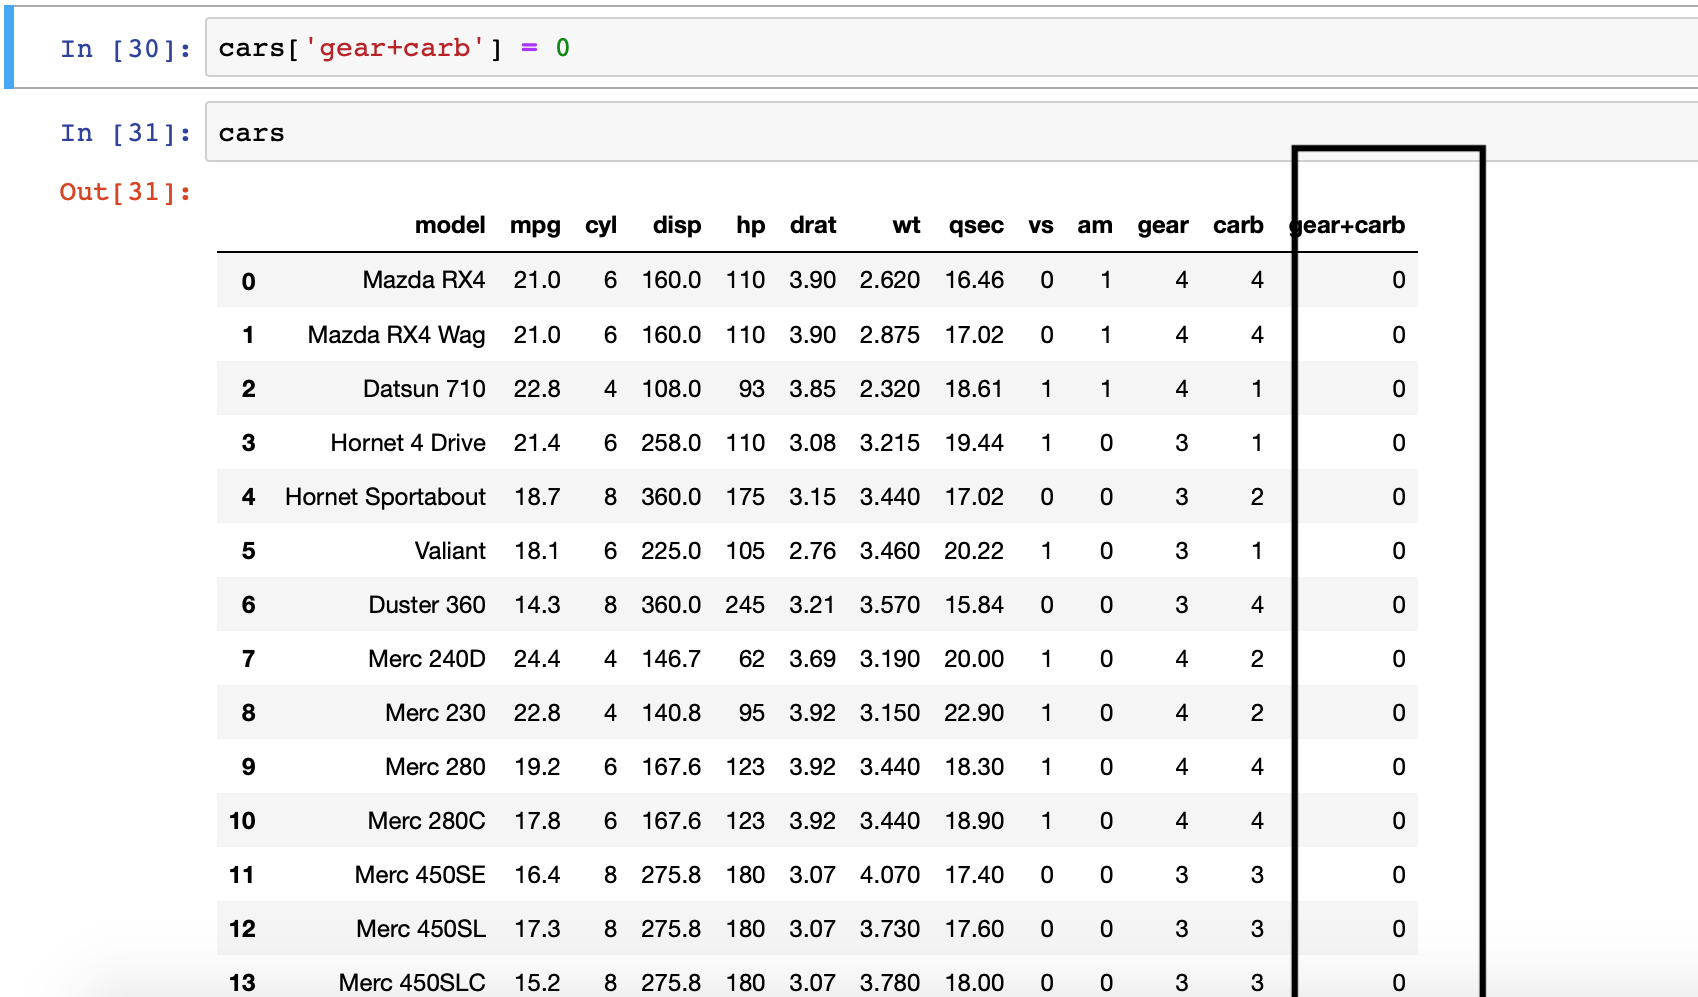 In [30]: cars['gear+carb'] = 0
In [31]: cars
Out[31]:
model mpg cyl disp hp drat wt qsec vs am gear carb gear+carb
0 Mazda RX4 21.0 6 160.0 110 3.90 2.620 16.46 0 1 4 4 0
1 Mazda RX4 Wag 21.0 6 160.0 110 3.90 2.875 17.02 0 1 4 4 0
2 Datsun 710 22.8 4 108.0 93 3.85 2.320 18.61 1 1 4 1 0
3 Hornet 4 Drive 21.4 6 258.0 110 3.08 3.215 19.44 1 0 3 1 0
4 Hornet Sportabout 18.7 8 360.0 175 3.15 3.440 17.02 0 0 3 2 0
5 Valiant 18.1 6 225.0 105 2.76 3.460 20.22 1 0 3 1 0
6 Duster 360 14.3 8 360.0 245 3.21 3.570 15.84 0 0 3 4 0
7 Merc 240D 24.4 4 146.7 62 3.69 3.190 20.00 1 0 4 2 0
8 Merc 230 22.8 4 140.8 95 3.92 3.150 22.90 1 0 4 2 0
9 Merc 280 19.2 6 167.6 123 3.92 3.440 18.30 1 0 4 4 0
10 Merc 280C 17.8 6 167.6 123 3.92 3.440 18.90 1 0 4 4 0
11 Merc 450SE 16.4 8 275.8 180 3.07 4.070 17.40 0 0 3 3 0
12 Merc 450SL 17.3 8 275.8 180 3.07 3.730 17.60 0 0 3 3 0
13 Merc 450SLC 15.2 8 275.8 180 3.07 3.780 18.00 0 0 3 3 0